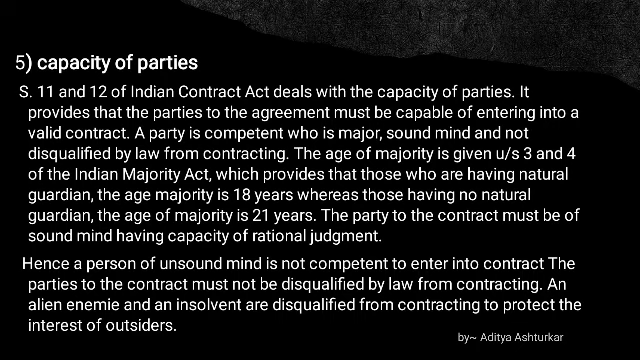 5) capacity of parties
S. 11 and 12 of Indian Contract Act deals with the capacity of parties. It
provides that the parties to the agreement must be capable of entering into a
valid contract. A party is competent who is major, sound mind and not
disqualified by law from contracting. The age of majority is given u/s 3 and 4
of the Indian Majority Act, which provides that those who are having natural
guardian, the age majority is 18 years whereas those having no natural
guardian, the age of majority is 21 years. The party to the contract must be of
sound mind having capacity of rational judgment.
Hence a person of unsound mind is not competent to enter into contract The
parties to the contract must not be disqualified by law from contracting. An
alien enemie and an insolvent are disqualified from contracting to protect the
interest of outsiders.
by~ Aditya Ashturkar